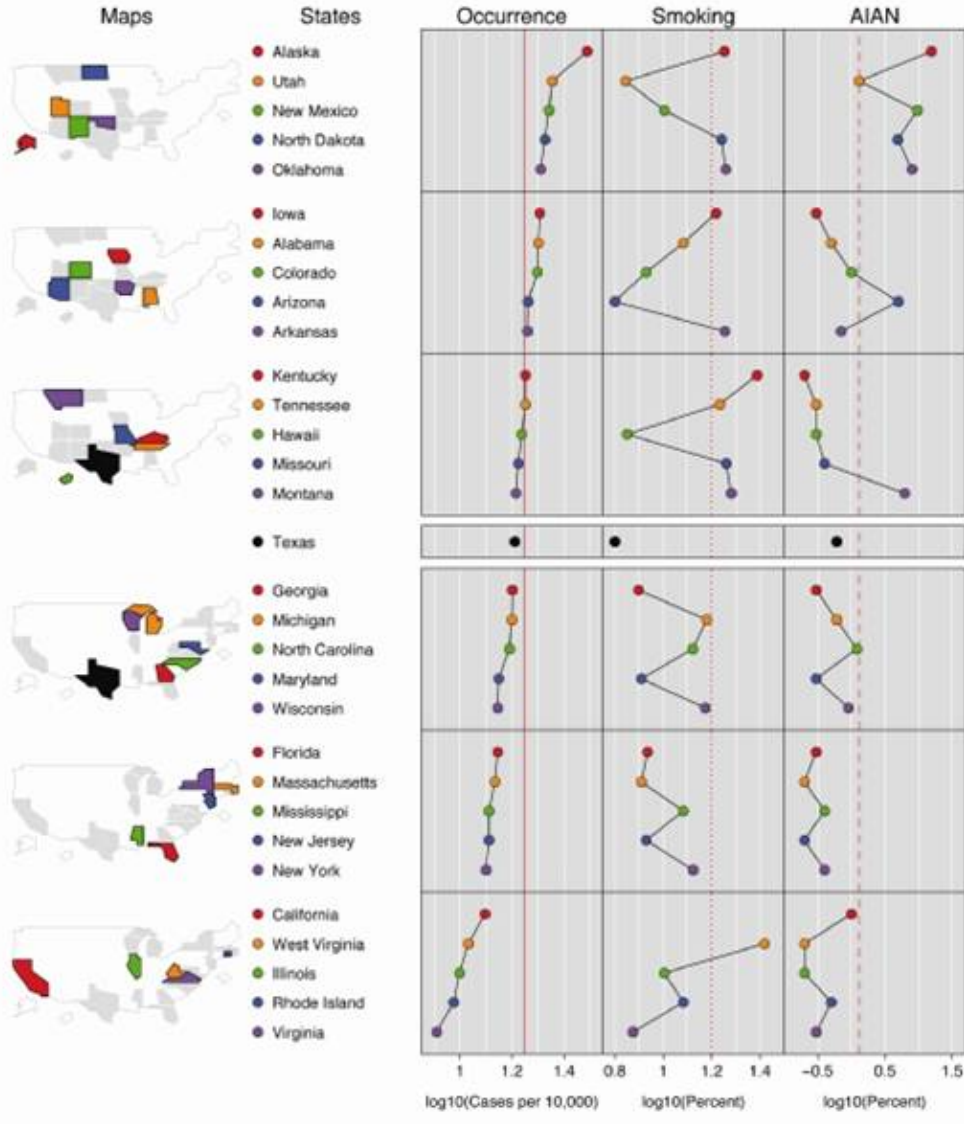 Maps States Occurrence Smoking AIAN
Alaska
Utah
New Mexico
North Dakota
Oklahoma
Iowa
Alabama
Colorado
Arizona
Arkansas
Kentucky
Tennessee
Hawaii
Missouri
Montana
Texas
Georgia
Michigan
North Carolina
Maryland
Wisconsin
Florida
Massachusetts
Mississippi
New Jersey
New York
California
West Virginia
Illinois
Rhode Island
Virginia
1 1.2 1.4 0.8 1 1.2 1.4 −0.5 0.5 1.5
log10(Cases per 10,000) log10(Percent) log10(Percent)